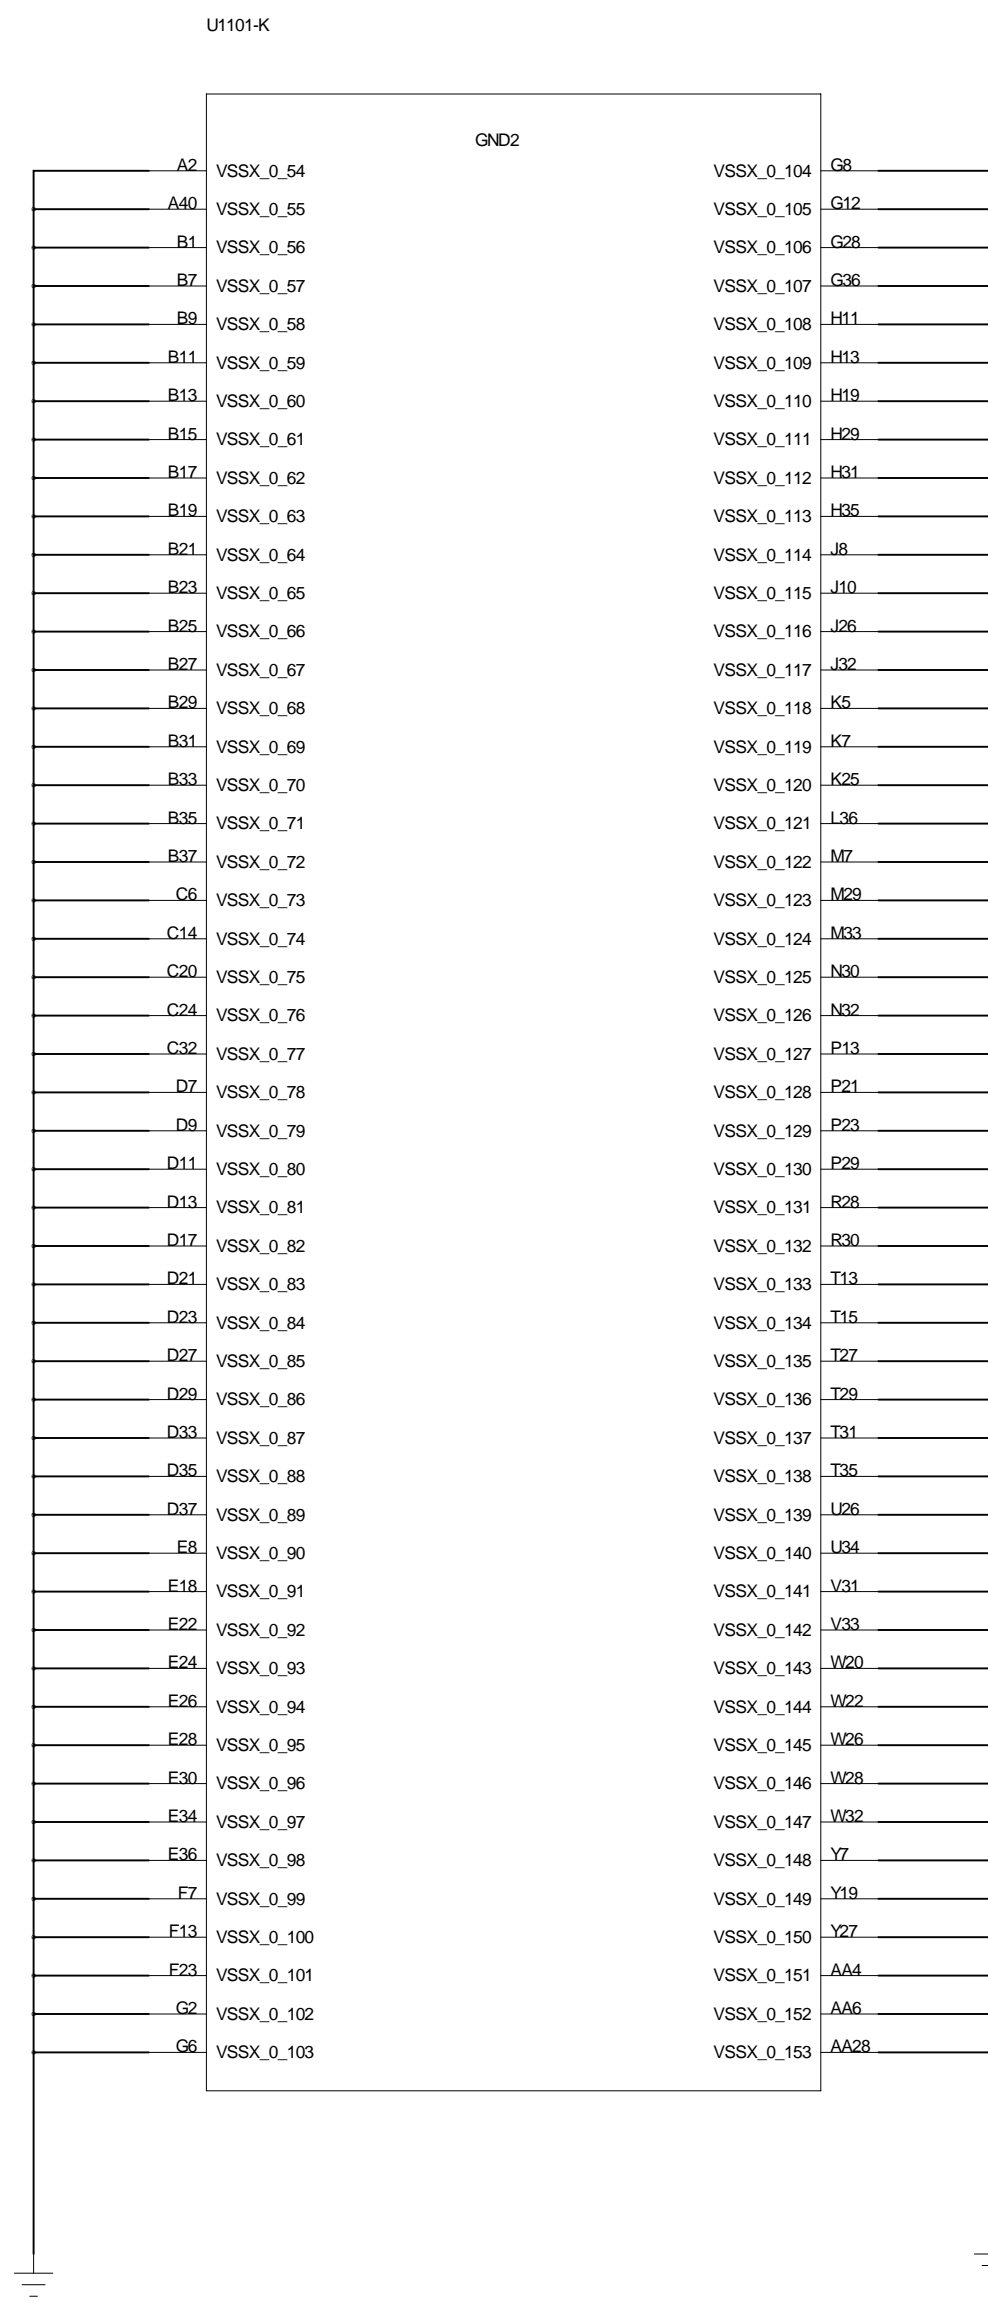 U1101-K
GND2
A2 VSSX_0_54 VSSX_0_104 G8
A40 VSSX_0_55 VSSX_0_105 G12
B1 VSSX_0_56 VSSX_0_106 G28
B7 VSSX_0_57 VSSX_0_107 G36
B9 VSSX_0_58 VSSX_0_108 H11
B11 VSSX_0_59 VSSX_0_109 H13
B13 VSSX_0_60 VSSX_0_110 H19
B15 VSSX_0_61 VSSX_0_111 H29
B17 VSSX_0_62 VSSX_0_112 H31
B19 VSSX_0_63 VSSX_0_113 H35
B21 VSSX_0_64 VSSX_0_114 J8
B23 VSSX_0_65 VSSX_0_115 J10
B25 VSSX_0_66 VSSX_0_116 J26
B27 VSSX_0_67 VSSX_0_117 J32
B29 VSSX_0_68 VSSX_0_118 K5
B31 VSSX_0_69 VSSX_0_119 K7
B33 VSSX_0_70 VSSX_0_120 K25
B35 VSSX_0_71 VSSX_0_121 L36
B37 VSSX_0_72 VSSX_0_122 M7
C6 VSSX_0_73 VSSX_0_123 M29
C14 VSSX_0_74 VSSX_0_124 M33
C20 VSSX_0_75 VSSX_0_125 N30
C24 VSSX_0_76 VSSX_0_126 N32
C32 VSSX_0_77 VSSX_0_127 P13
D7 VSSX_0_78 VSSX_0_128 P21
D9 VSSX_0_79 VSSX_0_129 P23
D11 VSSX_0_80 VSSX_0_130 P29
D13 VSSX_0_81 VSSX_0_131 R28
D17 VSSX_0_82 VSSX_0_132 R30
D21 VSSX_0_83 VSSX_0_133 T13
D23 VSSX_0_84 VSSX_0_134 T15
D27 VSSX_0_85 VSSX_0_135 T27
D29 VSSX_0_86 VSSX_0_136 T29
D33 VSSX_0_87 VSSX_0_137 T31
D35 VSSX_0_88 VSSX_0_138 T35
D37 VSSX_0_89 VSSX_0_139 U26
E8 VSSX_0_90 VSSX_0_140 U34
E18 VSSX_0_91 VSSX_0_141 V31
E22 VSSX_0_92 VSSX_0_142 V33
E24 VSSX_0_93 VSSX_0_143 W20
E26 VSSX_0_94 VSSX_0_144 W22
E28 VSSX_0_95 VSSX_0_145 W26
E30 VSSX_0_96 VSSX_0_146 W28
E34 VSSX_0_97 VSSX_0_147 W32
E36 VSSX_0_98 VSSX_0_148 Y7
F7 VSSX_0_99 VSSX_0_149 Y19
F13 VSSX_0_100 VSSX_0_150 Y27
F23 VSSX_0_101 VSSX_0_151 AA4
G2 VSSX_0_102 VSSX_0_152 AA6
G6 VSSX_0_103 VSSX_0_153 AA28